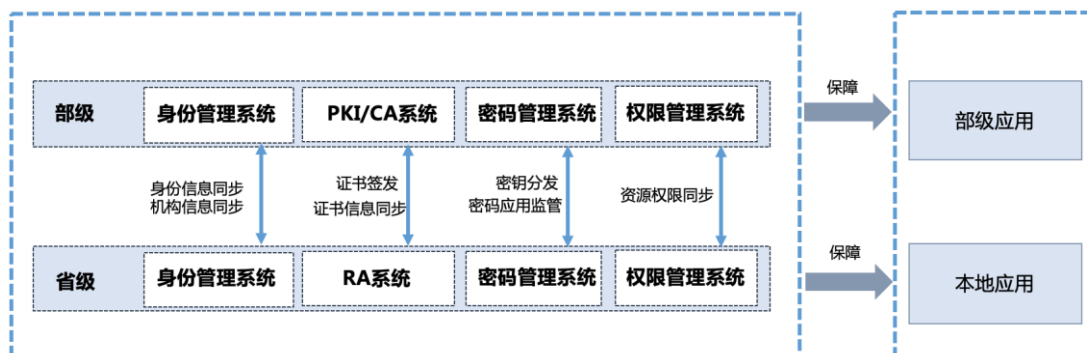 部级
身份管理系统
PKI/CA系统
密码管理系统
权限管理系统
保障
部级应用
身份信息同步
机构信息同步
证书签发
证书信息同步
密钥分发
密码应用监管
资源权限同步
省级
身份管理系统
RA系统
密码管理系统
权限管理系统
保障
本地应用